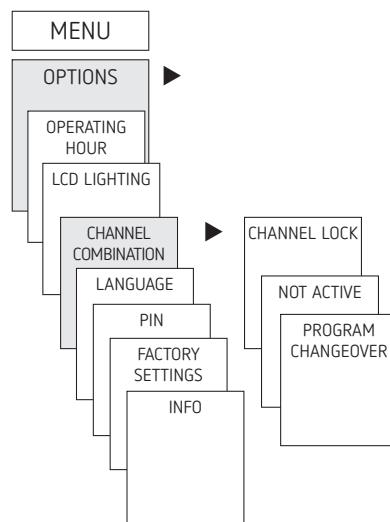 MENU
OPTIONS
OPERATING
HOUR
LCD LIGHTING
CHANNEL
COMBINATION
LANGUAGE
PIN
FACTORY
SETTINGS
INFO
CHANNEL LOCK
NOT ACTIVE
PROGRAM
CHANGEOVER